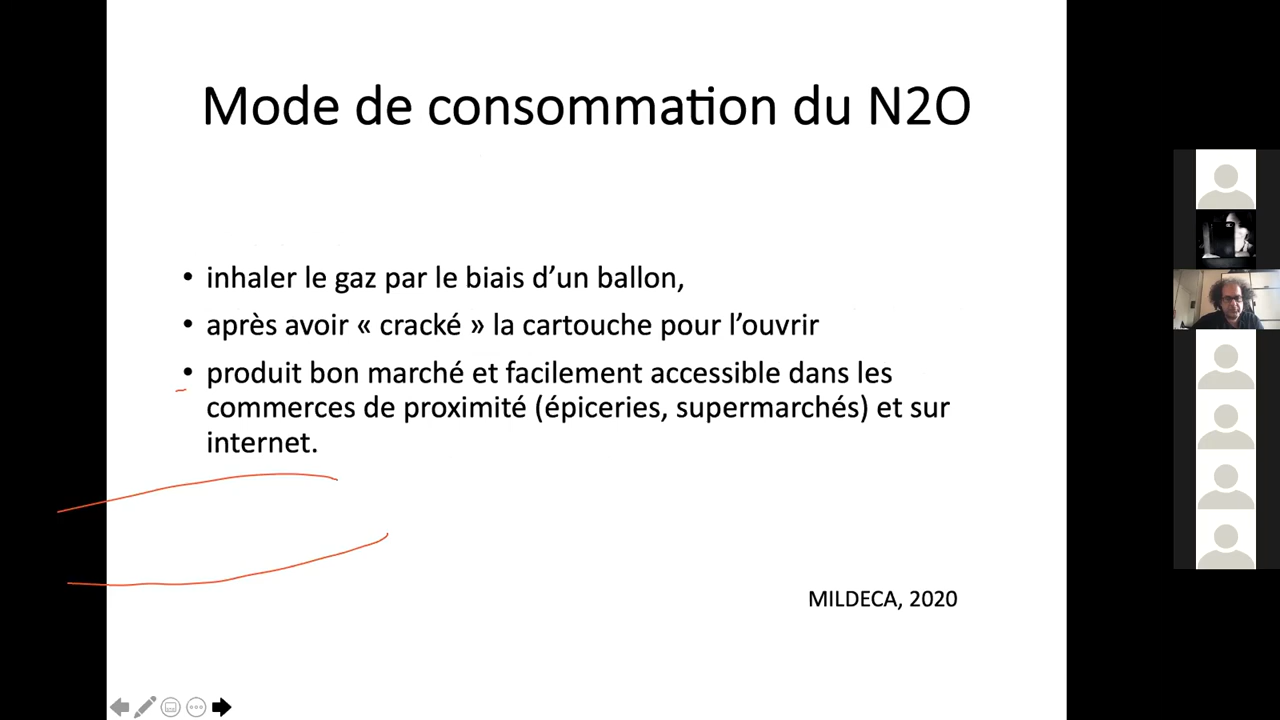 Mode de consommation du N2O
• inhaler le gaz par le biais d’un ballon,
• après avoir « cracké » la cartouche pour l’ouvrir
• produit bon marché et facilement accessible dans les
commerces de proximité (épiceries, supermarchés) et sur
internet.
MILDECA, 2020